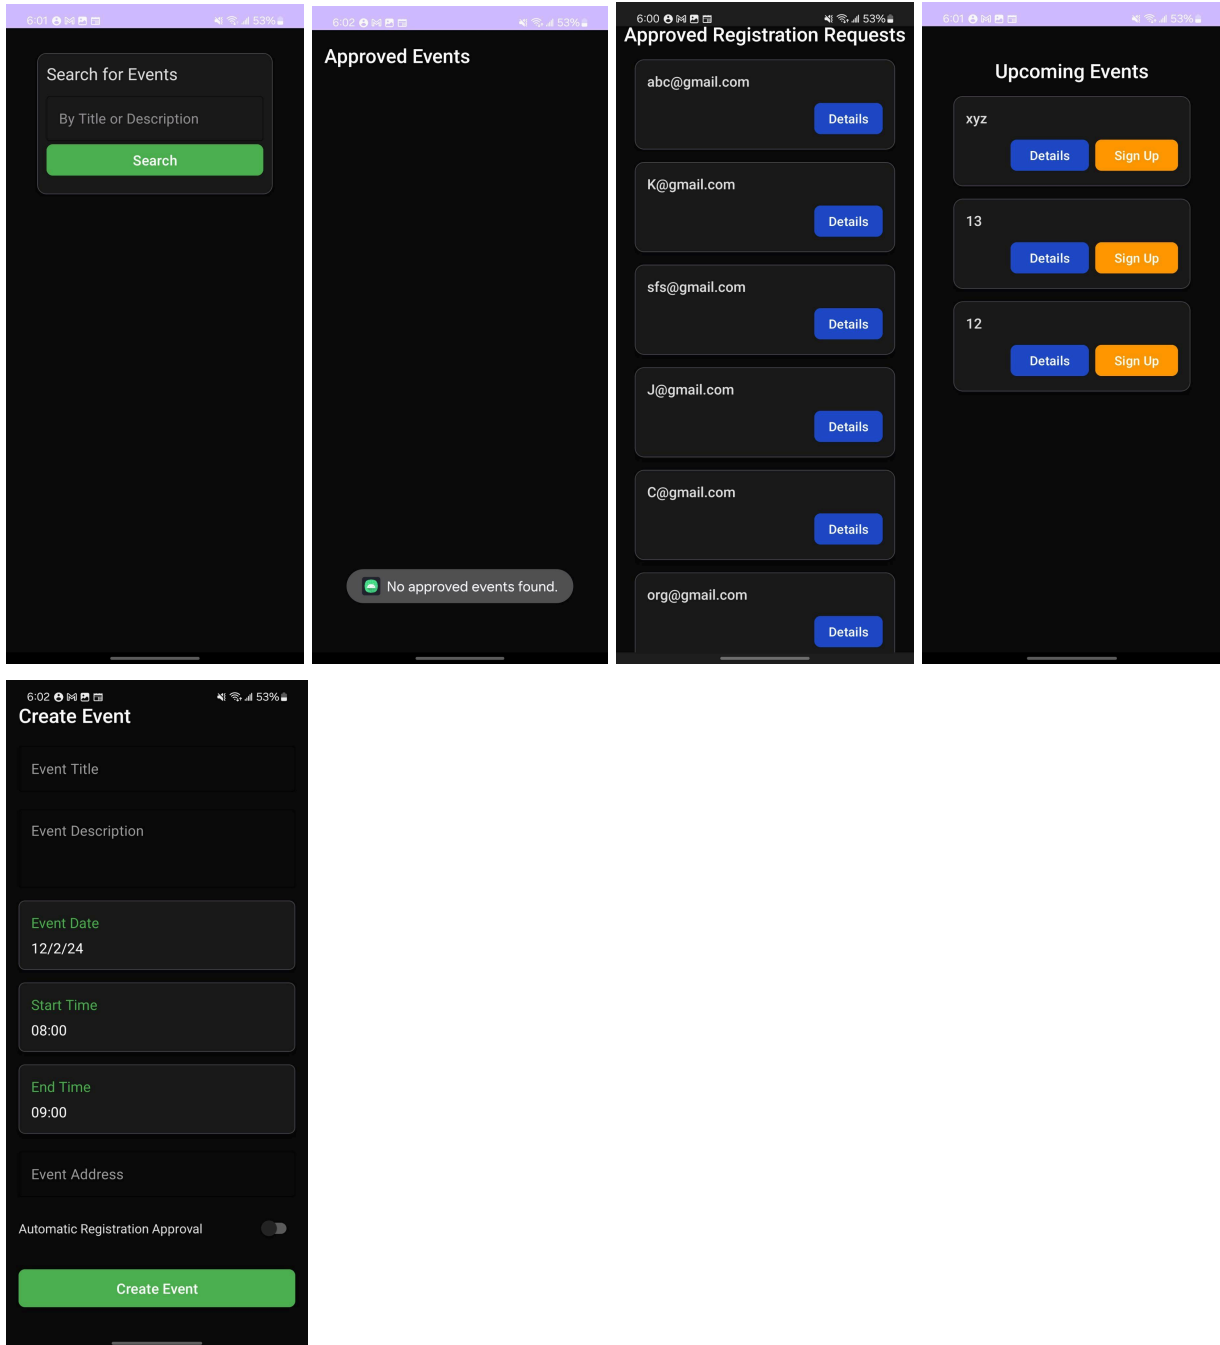 6:01 53%
Search for Events
By Title or Description
Search
6:02 53%
Approved Events
No approved events found.
6:00 53%
Approved Registration Requests
abc@gmail.com
Details
K@gmail.com
Details
sfs@gmail.com
Details
J@gmail.com
Details
C@gmail.com
Details
org@gmail.com
Details
6:01 53%
Upcoming Events
xyz
Details Sign Up
13
Details Sign Up
12
Details Sign Up
6:02 53%
Create Event
Event Title
Event Description
Event Date
12/2/24
Start Time
08:00
End Time
09:00
Event Address
Automatic Registration Approval
Create Event